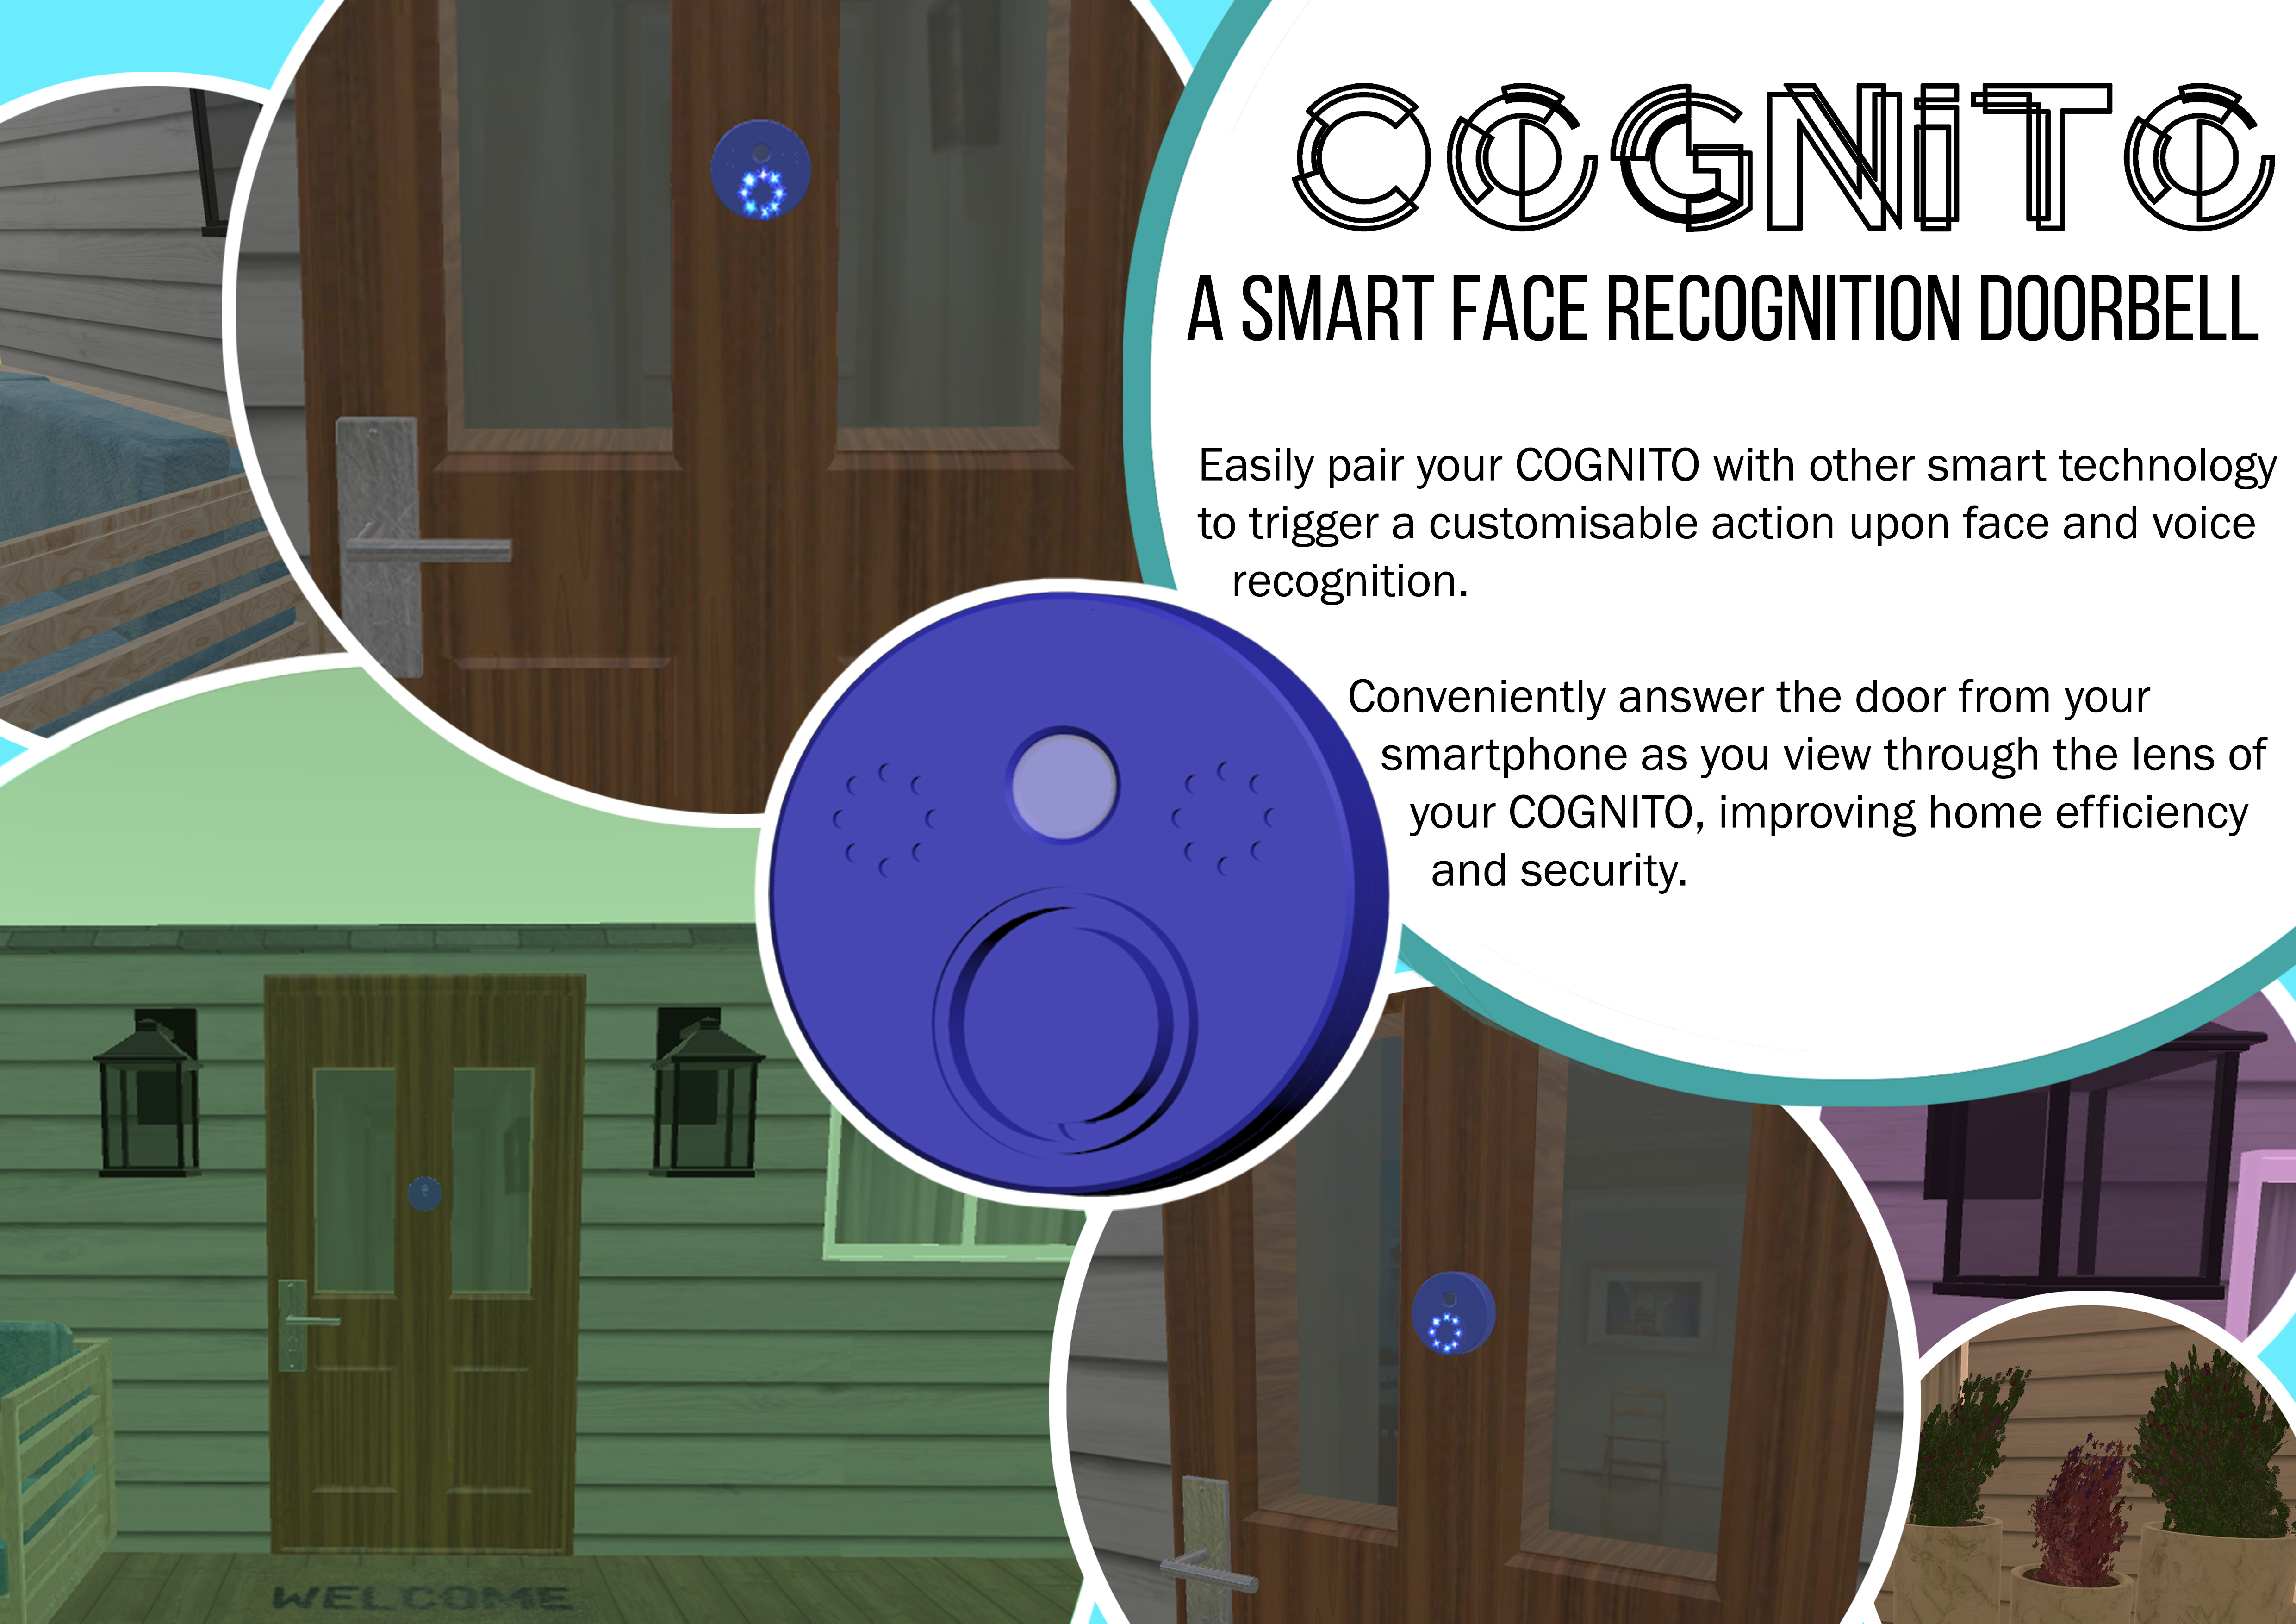 COGNiTO
A SMART FACE RECOGNITION DOORBELL
Easily pair your COGNITO with other smart technology
to trigger a customisable action upon face and voice
recognition.
Conveniently answer the door from your
smartphone as you view through the lens of
your COGNITO, improving home efficiency
and security.
WELCOME